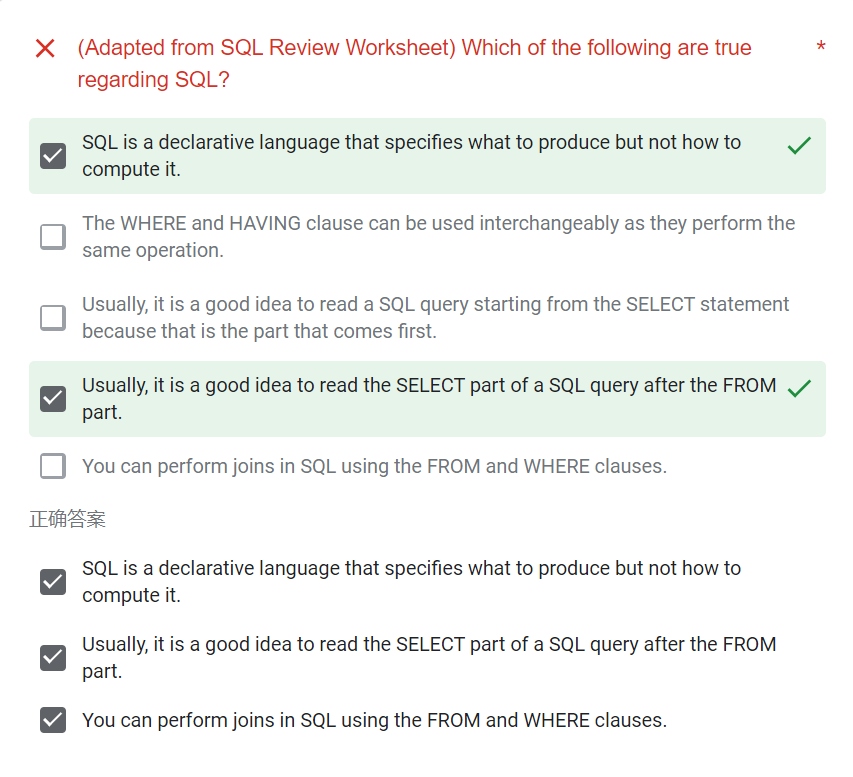 (Adapted from SQL Review Worksheet) Which of the following are true *
regarding SQL?
SQL is a declarative language that specifies what to produce but not how to
compute it.
The WHERE and HAVING clause can be used interchangeably as they perform the
same operation.
Usually, it is a good idea to read a SQL query starting from the SELECT statement
because that is the part that comes first.
Usually, it is a good idea to read the SELECT part of a SQL query after the FROM
part.
You can perform joins in SQL using the FROM and WHERE clauses.
正确答案
SQL is a declarative language that specifies what to produce but not how to
compute it.
Usually, it is a good idea to read the SELECT part of a SQL query after the FROM
part.
You can perform joins in SQL using the FROM and WHERE clauses.